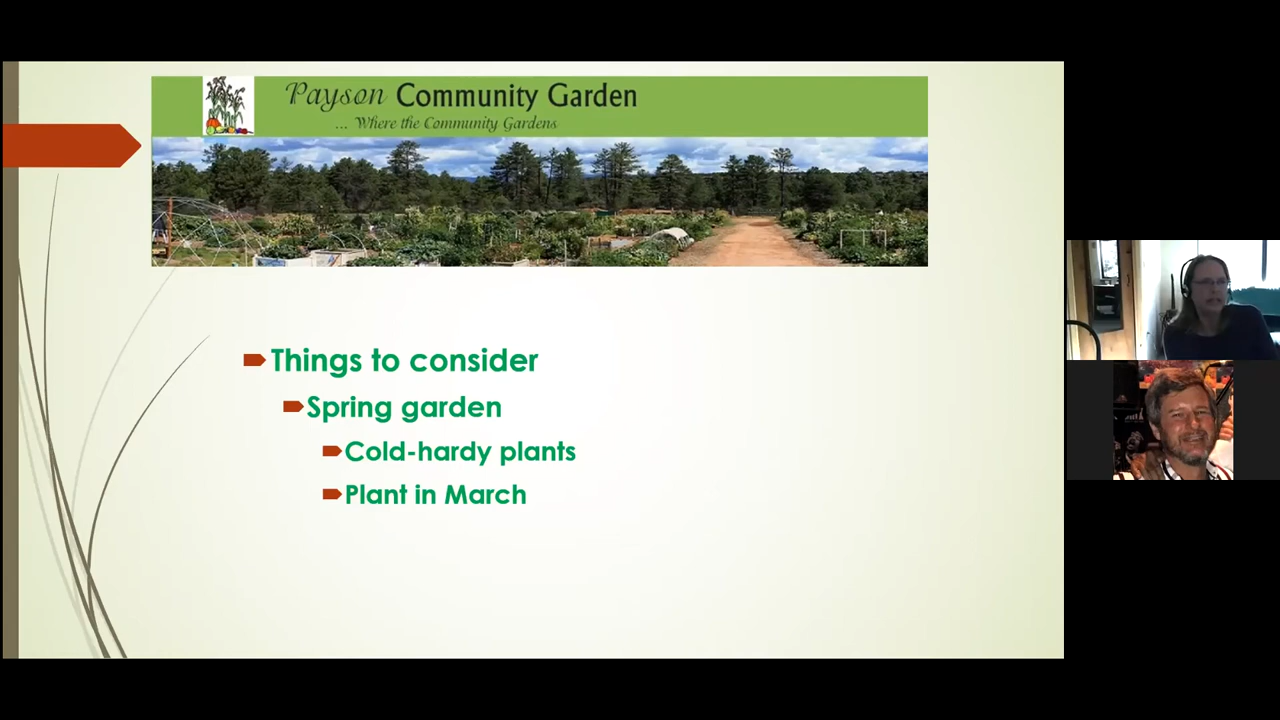 Payson Community Garden
... Where the Community Gardens
Things to consider
Spring garden
Cold-hardy plants
Plant in March